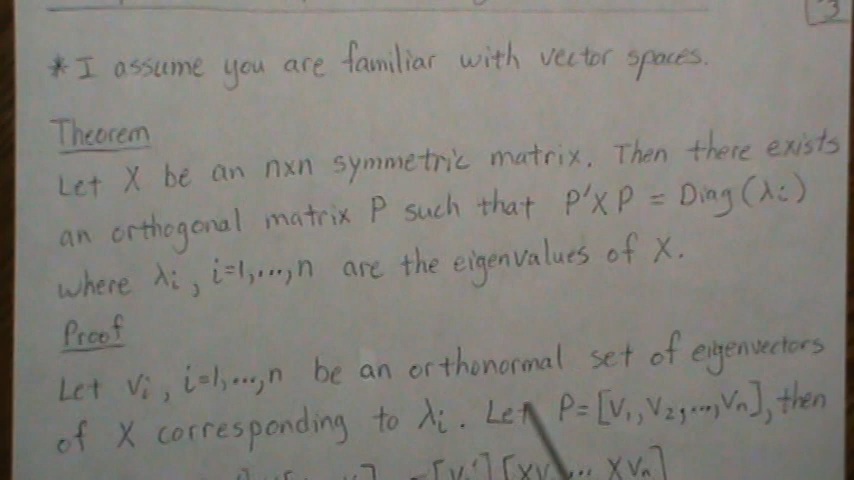 3
*I assume you are familiar with vector spaces.
Theorem
Let X be an nxn symmetric matrix. Then there exists
an orthogonal matrix P such that P'XP = Diag(λi)
where λi, i=1,...,n are the eigenvalues of X.
Proof
Let vi, i=1,...,n be an orthonormal set of eigenvectors
of X corresponding to λi. Let P=[V1, V2,..., Vn], then